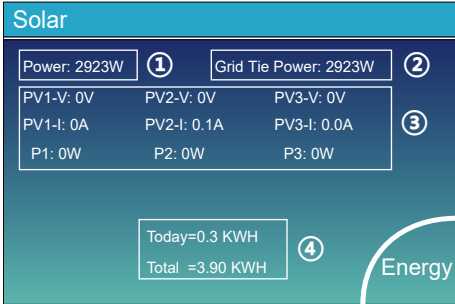 Solar
Power: 2923W ① Grid Tie Power: 2923W ②
PV1-V: 0V PV2-V: 0V PV3-V: 0V
PV1-I: 0A PV2-I: 0.1A PV3-I: 0.0A ③
P1: 0W P2: 0W P3: 0W
Today=0.3 KWH
④
Total =3.90 KWH
Energy